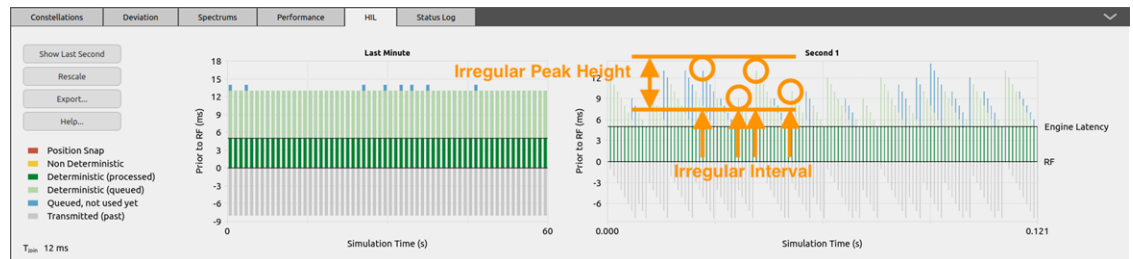 Constellations Deviation Spectrums Performance HIL Status Log
Show Last Second
Rescale
Export...
Help...
Position Snap
Non Deterministic
Deterministic (processed)
Deterministic (queued)
Queued, not used yet
Transmitted (past)
Tjoin 12 ms
Last Minute
Prior to RF (ms)
18
15
12
9
6
3
0
-3
-6
-9
0 60
Simulation Time (s)
Second 1
Irregular Peak Height
Prior to RF (ms)
12
9
6
3
0
-3
-6
Engine Latency
RF
Irregular Interval
0.000 0.121
Simulation Time (s)